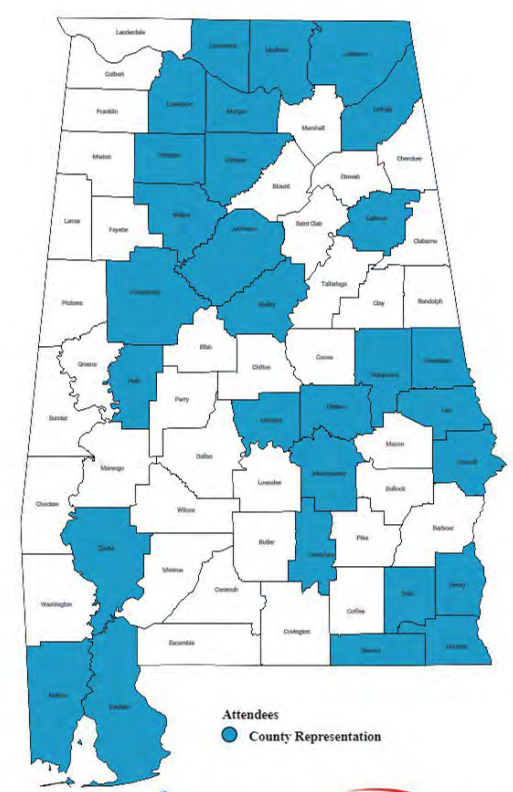 Lauderdale
Limestone
Madison
Jackson
Colbert
Lawrence
Morgan
DeKalb
Franklin
Marshall
Marion
Winston
Cullman
Cherokee
Blount
Etowah
Lamar
Fayette
Walker
Jefferson
Saint Clair
Calhoun
Cleburne
Pickens
Tuscaloosa
Shelby
Talladega
Clay
Randolph
Greene
Hale
Bibb
Chilton
Coosa
Tallapoosa
Chambers
Sumter
Perry
Autauga
Elmore
Lee
Macon
Russell
Marengo
Dallas
Lowndes
Montgomery
Bullock
Choctaw
Wilcox
Clarke
Butler
Crenshaw
Pike
Barbour
Monroe
Washington
Conecuh
Coffee
Dale
Henry
Escambia
Covington
Geneva
Houston
Mobile
Baldwin
Attendees
County Representation